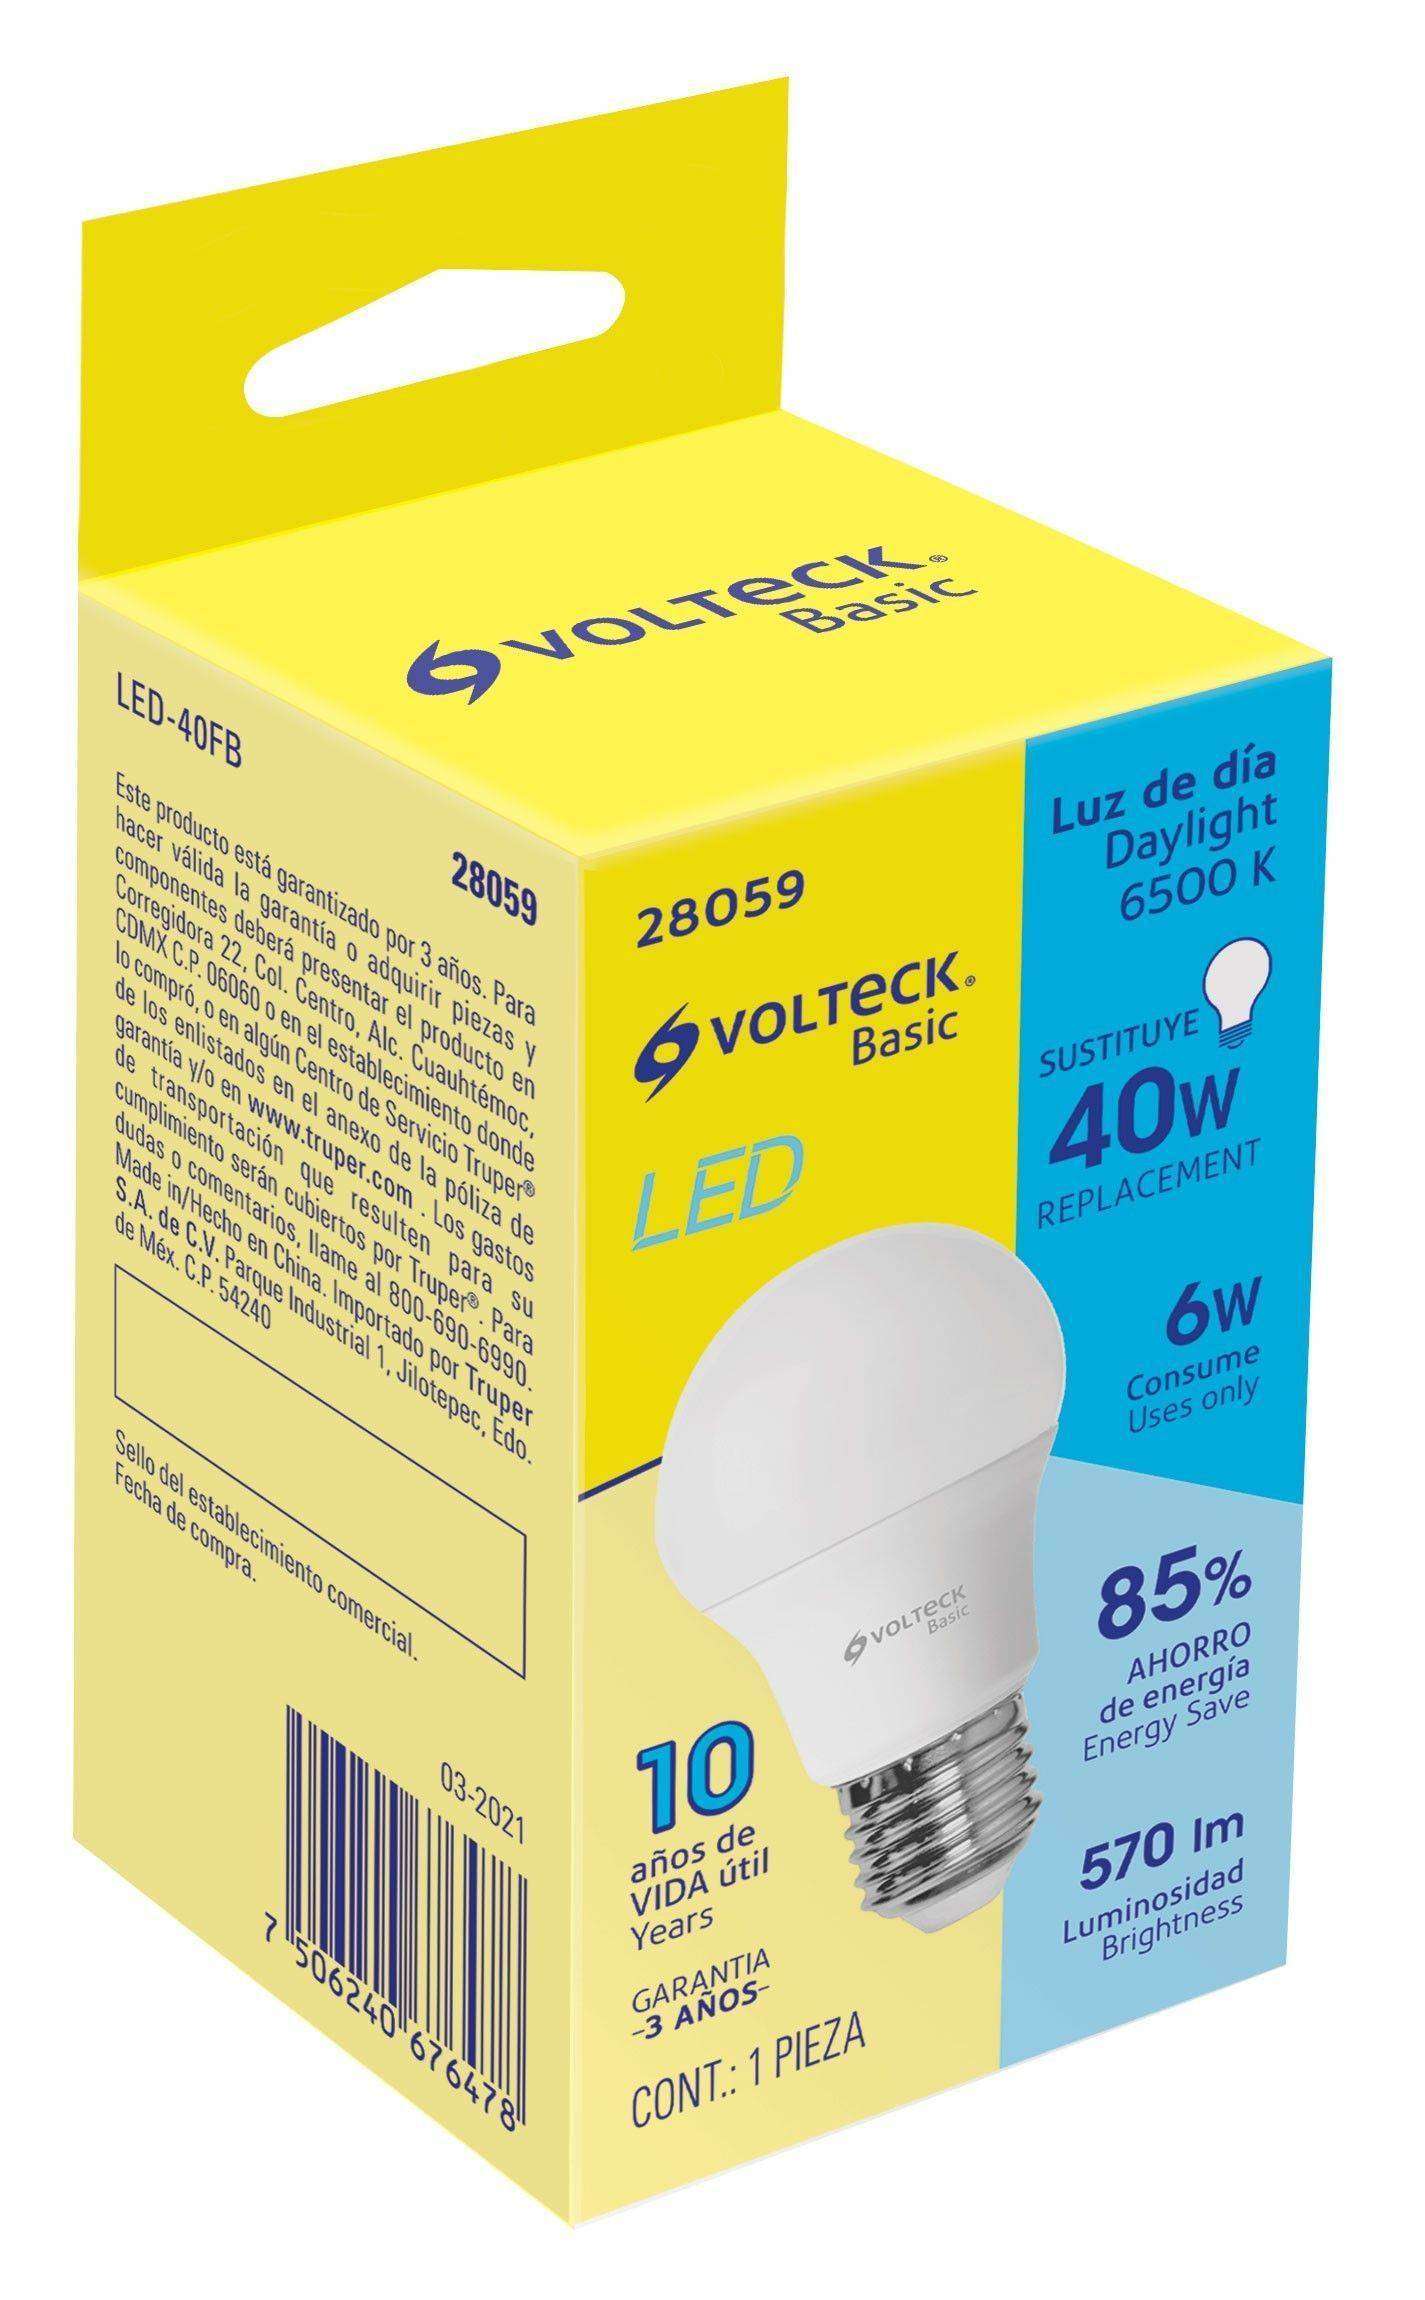 VOLTECK®
Basic
LED-40FB
28059
Este producto está garantizado por 3 años. Para
hacer válida la garantía o adquirir piezas y
componentes deberá presentar el producto en
Corregidora 22, Col. Centro, Alc. Cuauhtémoc,
CDMX C.P. 06060 o en el establecimiento donde
lo compró, o en algún Centro de Servicio Truper®
de los enlistados en el anexo de la póliza de
garantía y/o en www.truper.com . Los gastos
de transportación que resulten para su
cumplimiento serán cubiertos por Truper® . Para
dudas o comentarios, llame al 800-690-6990.
Made in/Hecho en China. Importado por Truper
S.A. de C.V. Parque Industrial 1, Jilotepec, Edo.
de Méx. C.P. 54240
Sello del establecimiento comercial.
Fecha de compra.
03-2021
7 506240 676478
28059
VOLTECK®
Basic
LED
VOLTECK
Basic
10
años de
VIDA útil
Years
GARANTIA
-3 AÑOS-
CONT.: 1 PIEZA
Luz de día
Daylight
6500 K
SUSTITUYE
40W
REPLACEMENT
6W
Consume
Uses only
85%
AHORRO
de energía
Energy Save
570 lm
Luminosidad
Brightness